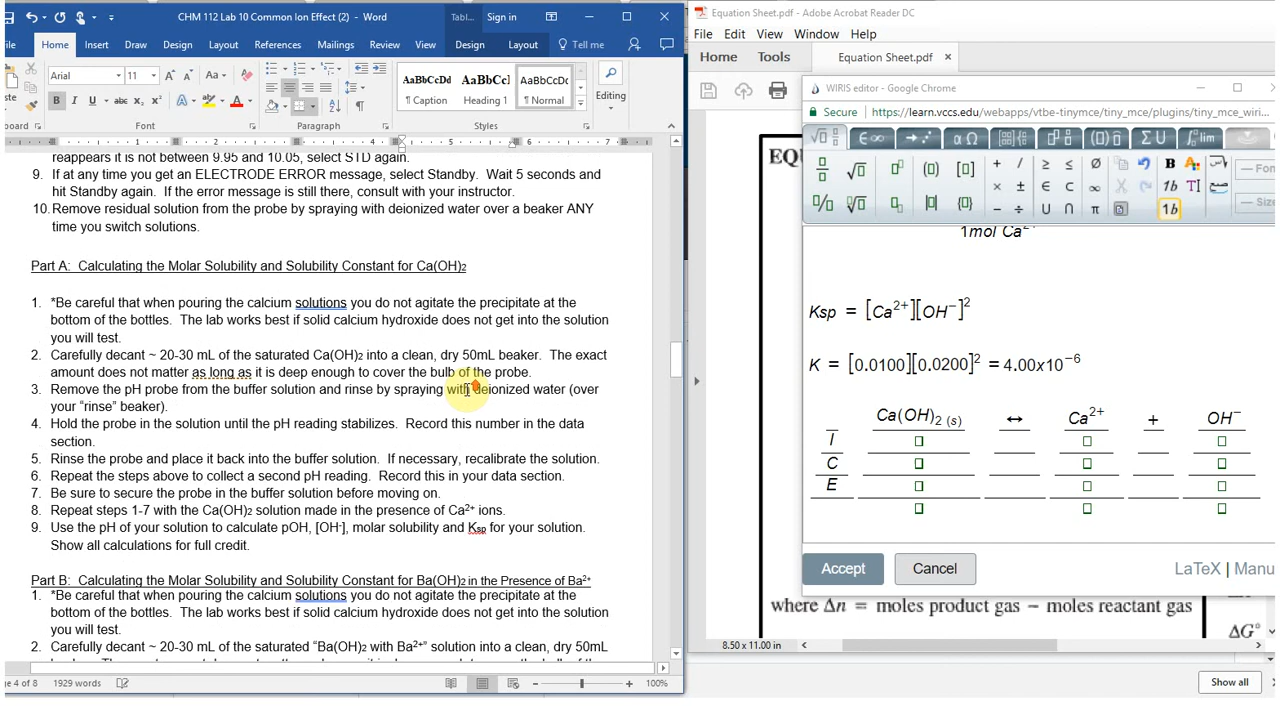 CHM 112 Lab 10 Common Ion Effect (2) - Word
Tabl... Sign in
Home Insert Draw Design Layout References Mailings Review View Design Layout Tell me
Arial 11 Aa
AaBbCcDd AaBbCc AaBbCcDc
¶ Caption Heading 1 ¶ Normal
Editing
B I U abc X₂ X² A A
Font Paragraph Styles
reappears it is not between 9.95 and 10.05, select STD again.
9. If at any time you get an ELECTRODE ERROR message, select Standby. Wait 5 seconds and
hit Standby again. If the error message is still there, consult with your instructor.
10. Remove residual solution from the probe by spraying with deionized water over a beaker ANY
time you switch solutions.
Part A: Calculating the Molar Solubility and Solubility Constant for Ca(OH)₂
1. *Be careful that when pouring the calcium solutions you do not agitate the precipitate at the
bottom of the bottles. The lab works best if solid calcium hydroxide does not get into the solution
you will test.
2. Carefully decant ~ 20-30 mL of the saturated Ca(OH)₂ into a clean, dry 50mL beaker. The exact
amount does not matter as long as it is deep enough to cover the bulb of the probe.
3. Remove the pH probe from the buffer solution and rinse by spraying with deionized water (over
your “rinse” beaker).
4. Hold the probe in the solution until the pH reading stabilizes. Record this number in the data
section.
5. Rinse the probe and place it back into the buffer solution. If necessary, recalibrate the solution.
6. Repeat the steps above to collect a second pH reading. Record this in your data section.
7. Be sure to secure the probe in the buffer solution before moving on.
8. Repeat steps 1-7 with the Ca(OH)₂ solution made in the presence of Ca²⁺ ions.
9. Use the pH of your solution to calculate pOH, [OH⁻], molar solubility and Ksp for your solution.
Show all calculations for full credit.
Part B: Calculating the Molar Solubility and Solubility Constant for Ba(OH)₂ in the Presence of Ba²⁺
1. *Be careful that when pouring the calcium solutions you do not agitate the precipitate at the
bottom of the bottles. The lab works best if solid calcium hydroxide does not get into the solution
you will test.
2. Carefully decant ~ 20-30 mL of the saturated “Ba(OH)₂ with Ba²⁺” solution into a clean, dry 50mL
4 of 8 1929 words
100%
Equation Sheet.pdf - Adobe Acrobat Reader DC
File Edit View Window Help
Home Tools Equation Sheet.pdf ×
WIRIS editor - Google Chrome
Secure https://learn.vccs.edu/webapps/vtbe-tinymce/tiny_mce/plugins/tiny_mce_wiri...
1mol Ca²⁺
Ksp = [Ca²⁺][OH⁻]²
K = [0.0100][0.0200]² = 4.00x10⁻⁶
Ca(OH)₂ (s) ↔ Ca²⁺ + OH⁻
I
C
E
Accept Cancel LaTeX | Manu
where Δn = moles product gas − moles reactant gas
ΔG°
8.50 x 11.00 in
Show all